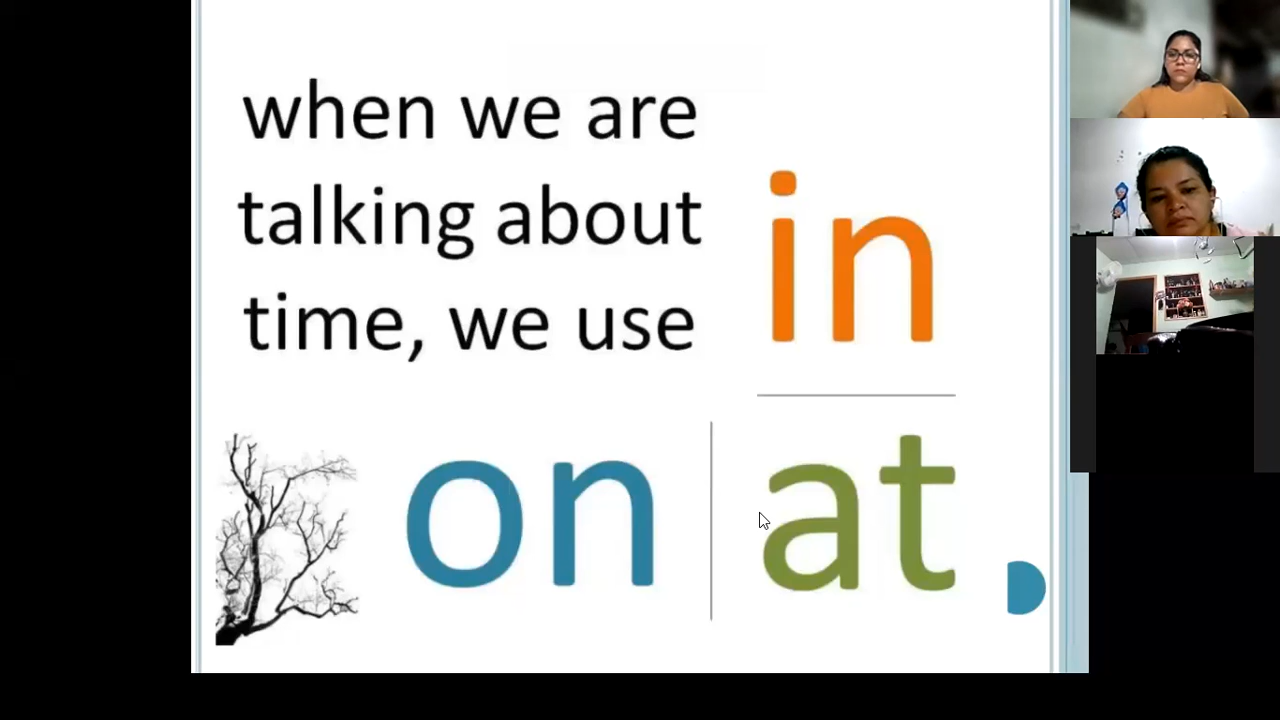 when we are
talking about
time, we use
in
on
at